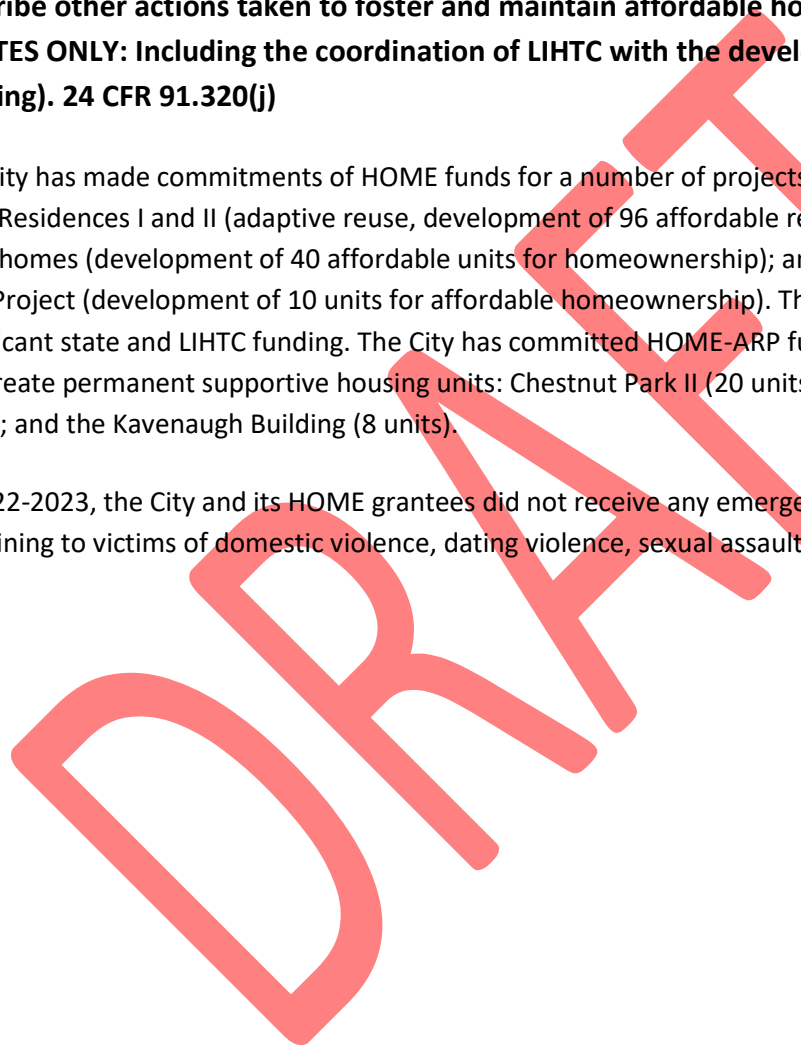 ribe other actions taken to foster and maintain affordable ho
TES ONLY: Including the coordination of LIHTC with the devel
ing). 24 CFR 91.320(j)
ity has made commitments of HOME funds for a number of projects
Residences I and II (adaptive reuse, development of 96 affordable re
homes (development of 40 affordable units for homeownership); an
Project (development of 10 units for affordable homeownership). Th
icant state and LIHTC funding. The City has committed HOME-ARP fu
reate permanent supportive housing units: Chestnut Park II (20 units
; and the Kavenaugh Building (8 units).
22-2023, the City and its HOME grantees did not receive any emerge
ining to victims of domestic violence, dating violence, sexual assault
DRAFT